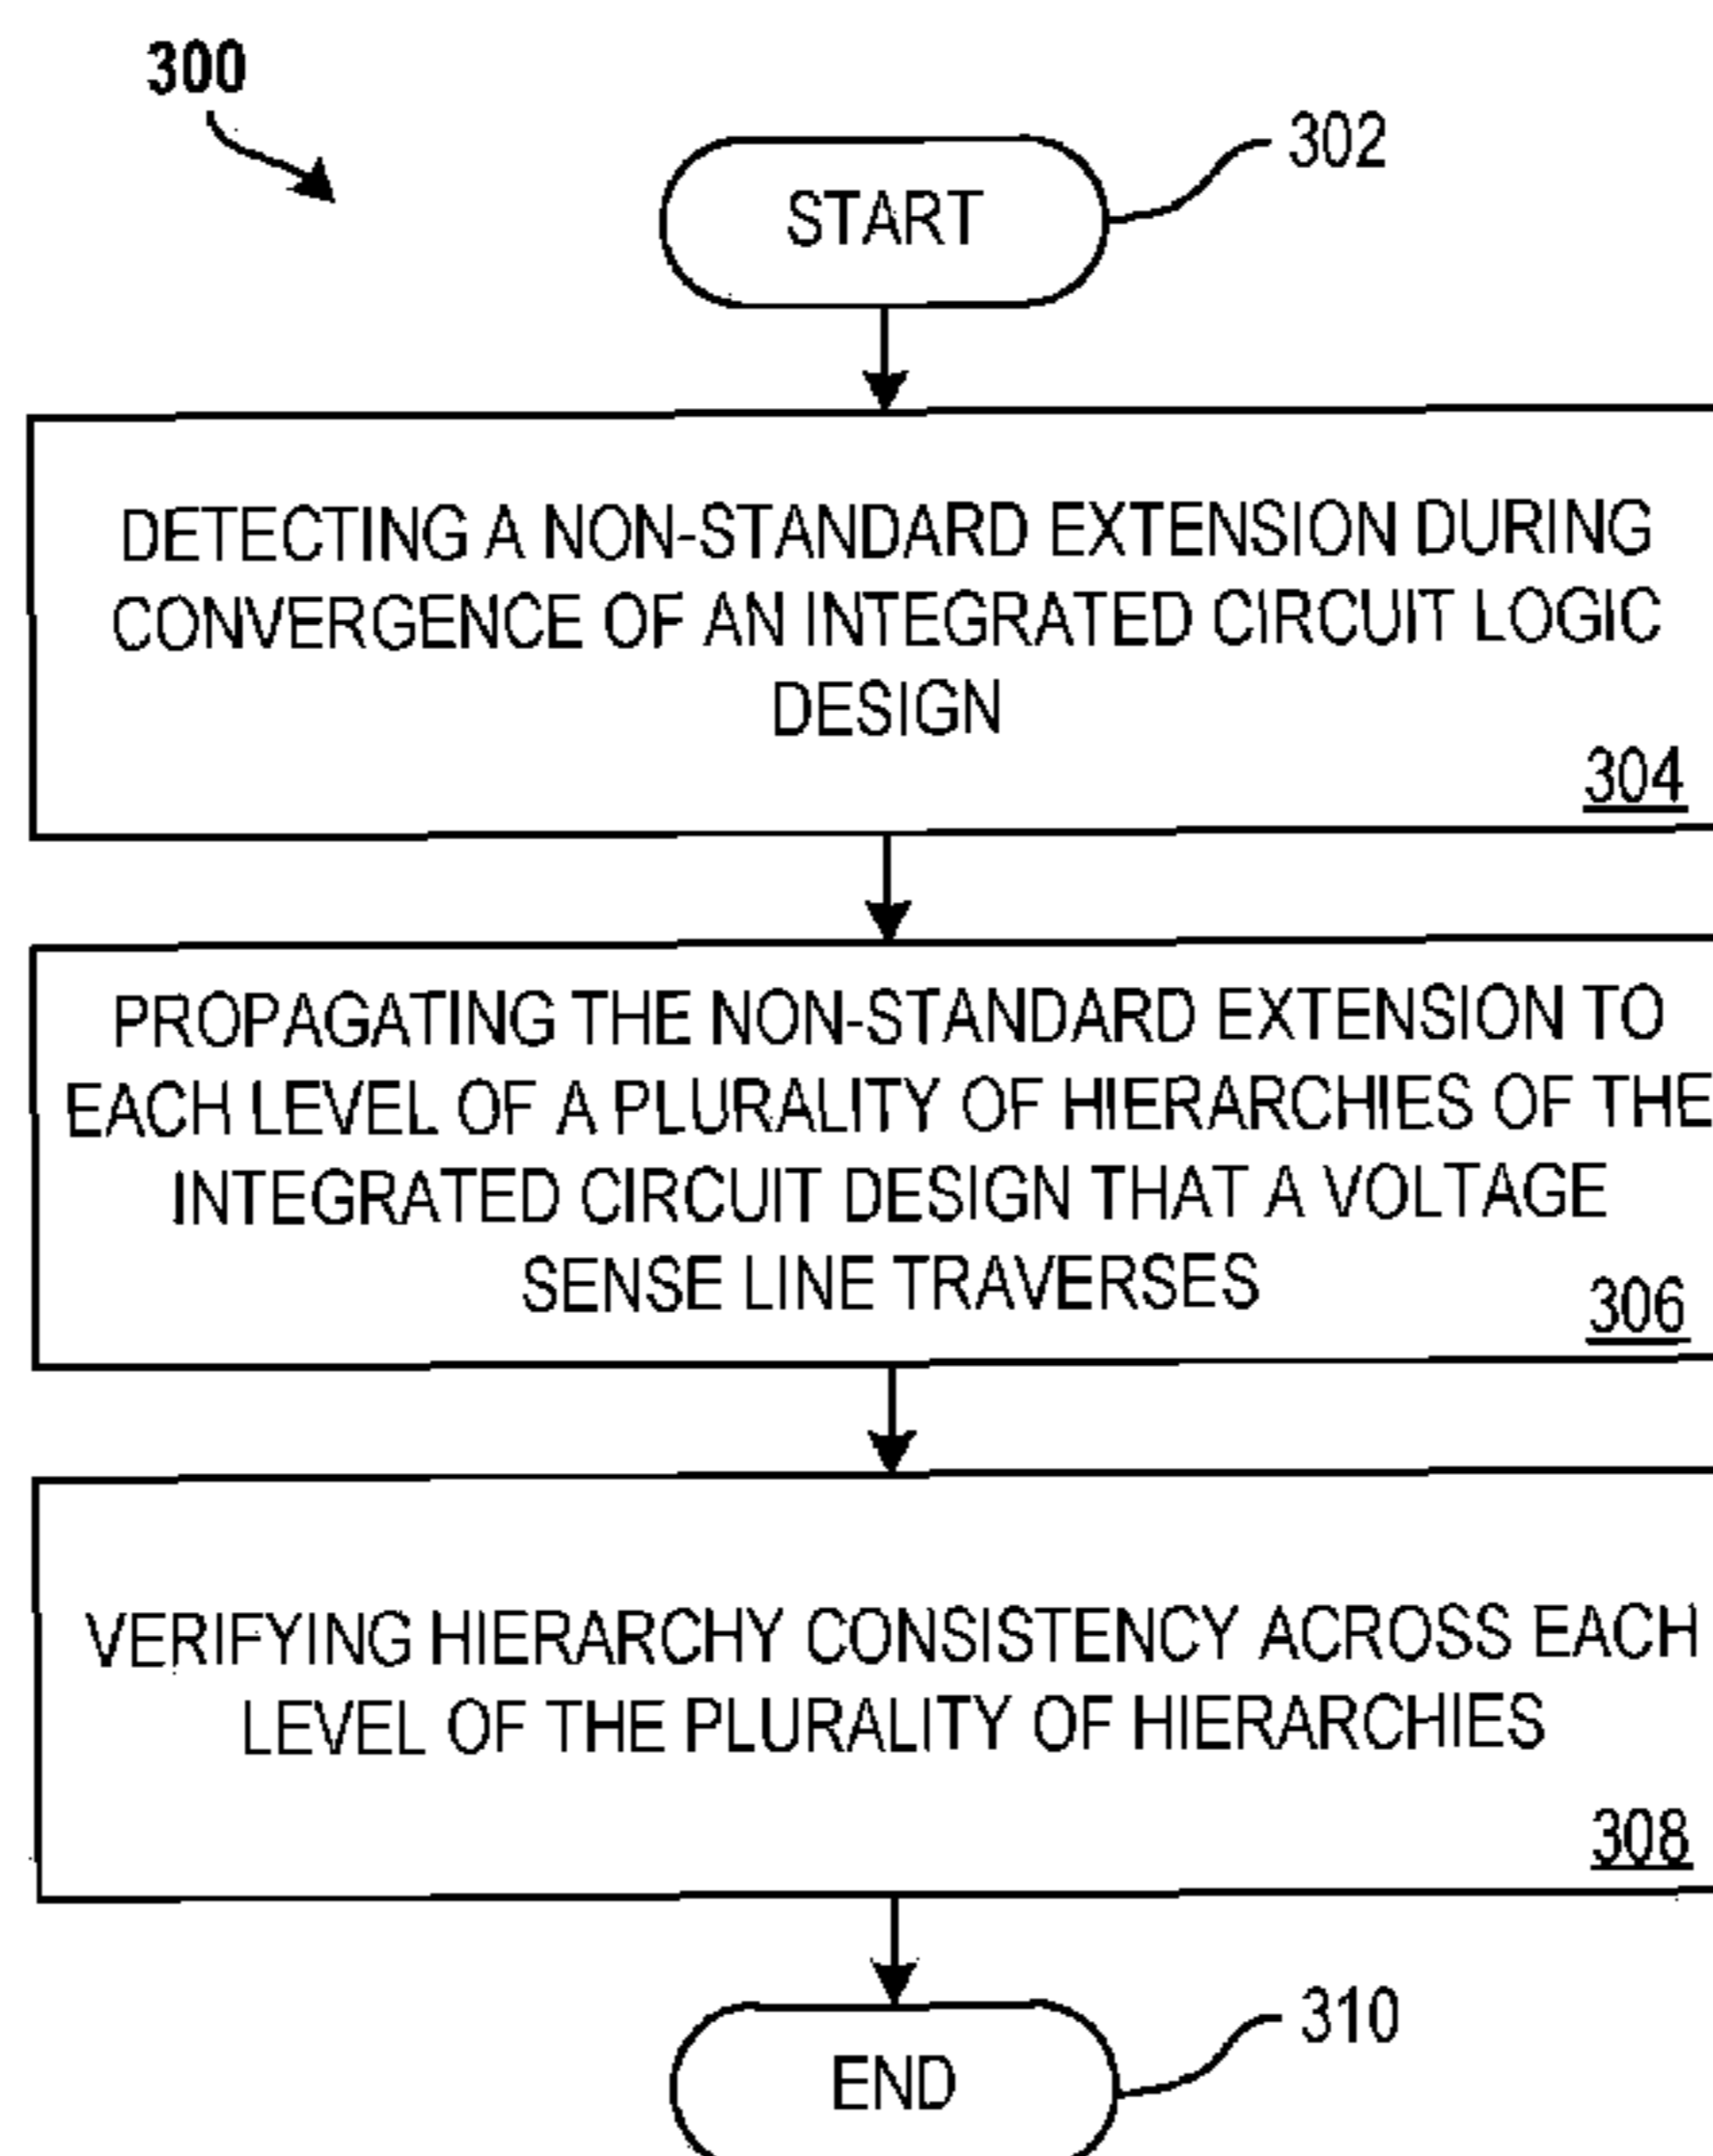 300
302
START
DETECTING A NON-STANDARD EXTENSION DURING
CONVERGENCE OF AN INTEGRATED CIRCUIT LOGIC
DESIGN
304
PROPAGATING THE NON-STANDARD EXTENSION TO
EACH LEVEL OF A PLURALITY OF HIERARCHIES OF THE
INTEGRATED CIRCUIT DESIGN THAT A VOLTAGE
SENSE LINE TRAVERSES
306
VERIFYING HIERARCHY CONSISTENCY ACROSS EACH
LEVEL OF THE PLURALITY OF HIERARCHIES
308
310
END